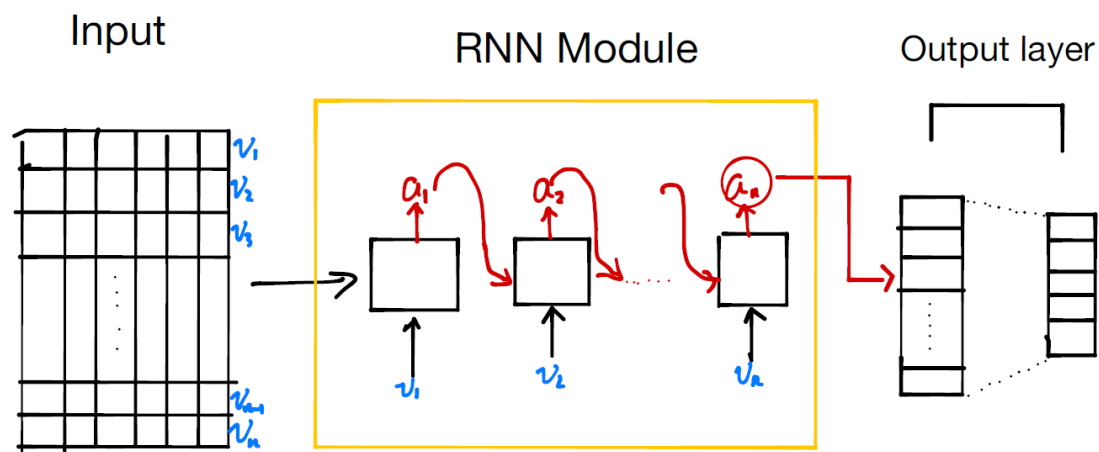 Input
RNN Module
Output layer
v₁
v₂
v₃
vₙ₋₁
vₙ
a₁
a₂
aₙ
v₁
v₂
vₙ